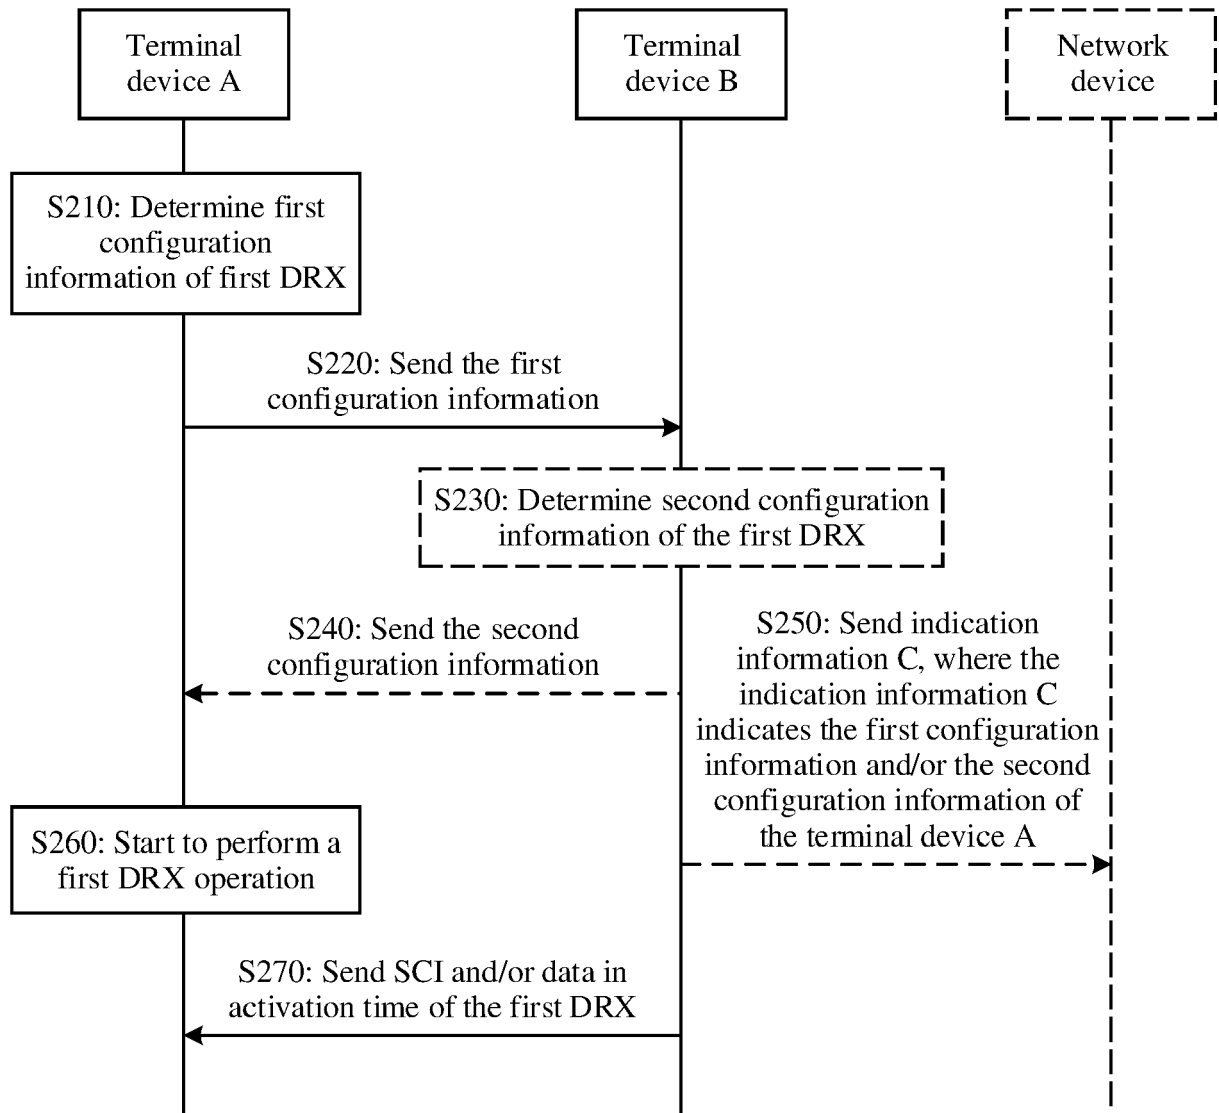 Terminal
device A
Terminal
device B
Network
device
S210: Determine first
configuration
information of first DRX
S220: Send the first
configuration information
S230: Determine second configuration
information of the first DRX
S240: Send the second
configuration information
S250: Send indication
information C, where the
indication information C
indicates the first configuration
information and/or the second
configuration information of
the terminal device A
S260: Start to perform a
first DRX operation
S270: Send SCI and/or data in
activation time of the first DRX